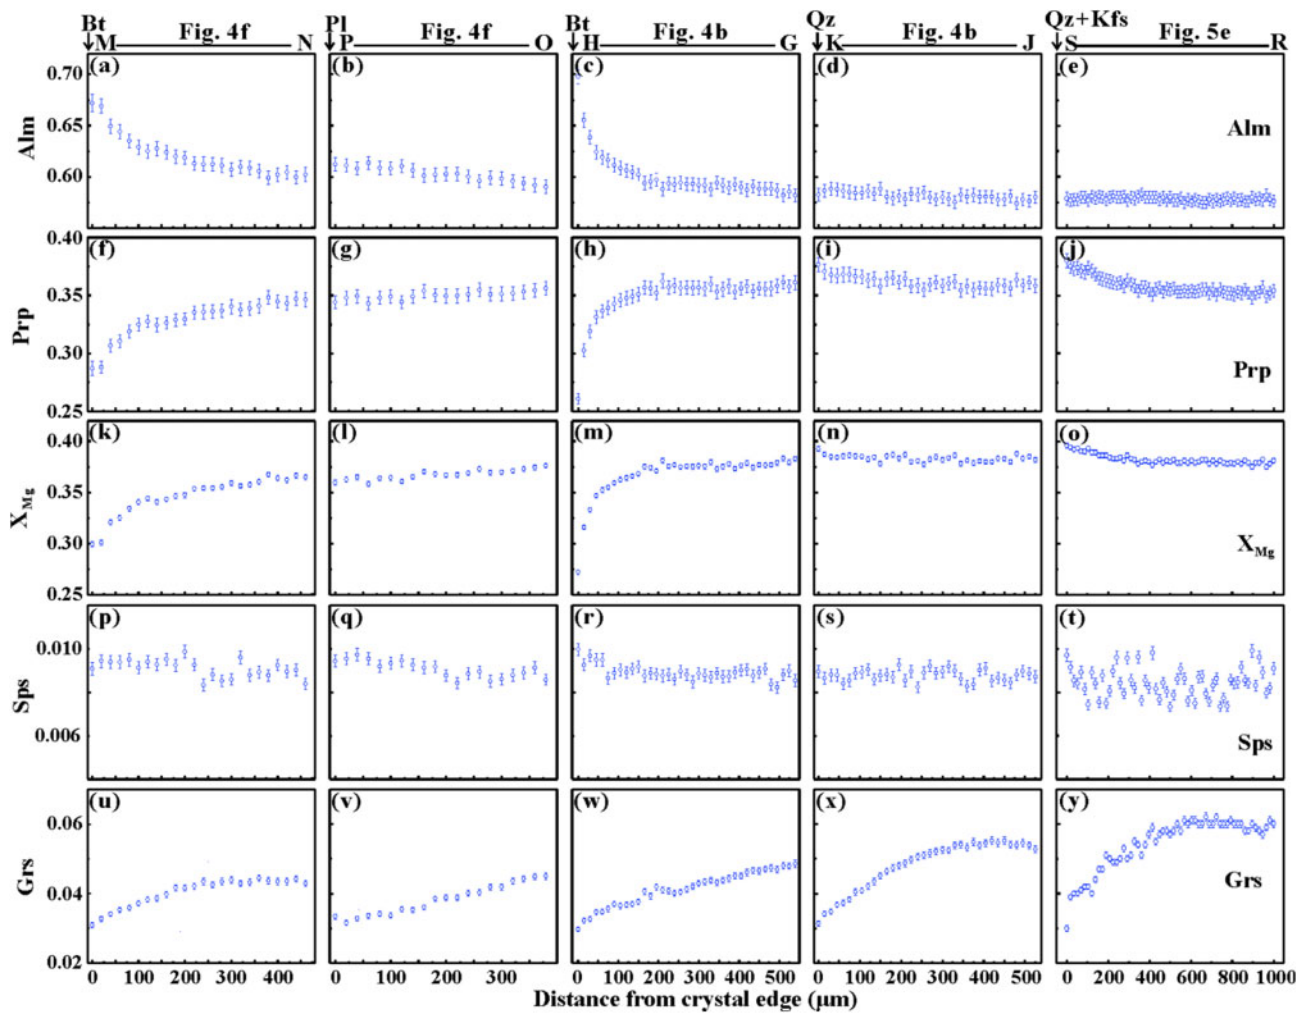 Bt Fig. 4f Pl Fig. 4f Bt Fig. 4b Qz Fig. 4b Qz+Kfs Fig. 5e
M N P O H G K J S R
(a) (b) (c) (d) (e)
0.70
0.65
0.60
Alm
Alm
(f) (g) (h) (i) (j)
0.40
0.35
0.30
0.25
Prp
Prp
(k) (l) (m) (n) (o)
0.40
0.35
0.30
0.25
X_Mg
X_Mg
(p) (q) (r) (s) (t)
0.010
0.006
Sps
Sps
(u) (v) (w) (x) (y)
0.06
0.04
0.02
Grs
Grs
0 100 200 300 400 0 100 200 300 0 100 200 300 400 500 0 100 200 300 400 500 0 200 400 600 800 1000
Distance from crystal edge (μm)